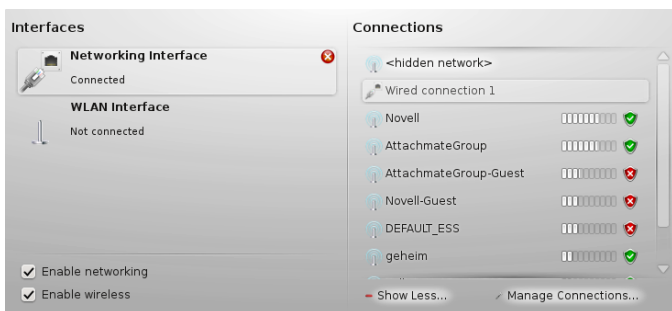 Interfaces
Networking Interface
Connected
WLAN Interface
Not connected
Enable networking
Enable wireless
Connections
<hidden network>
Wired connection 1
Novell
AttachmateGroup
AttachmateGroup-Guest
Novell-Guest
DEFAULT_ESS
geheim
Show Less...
Manage Connections...